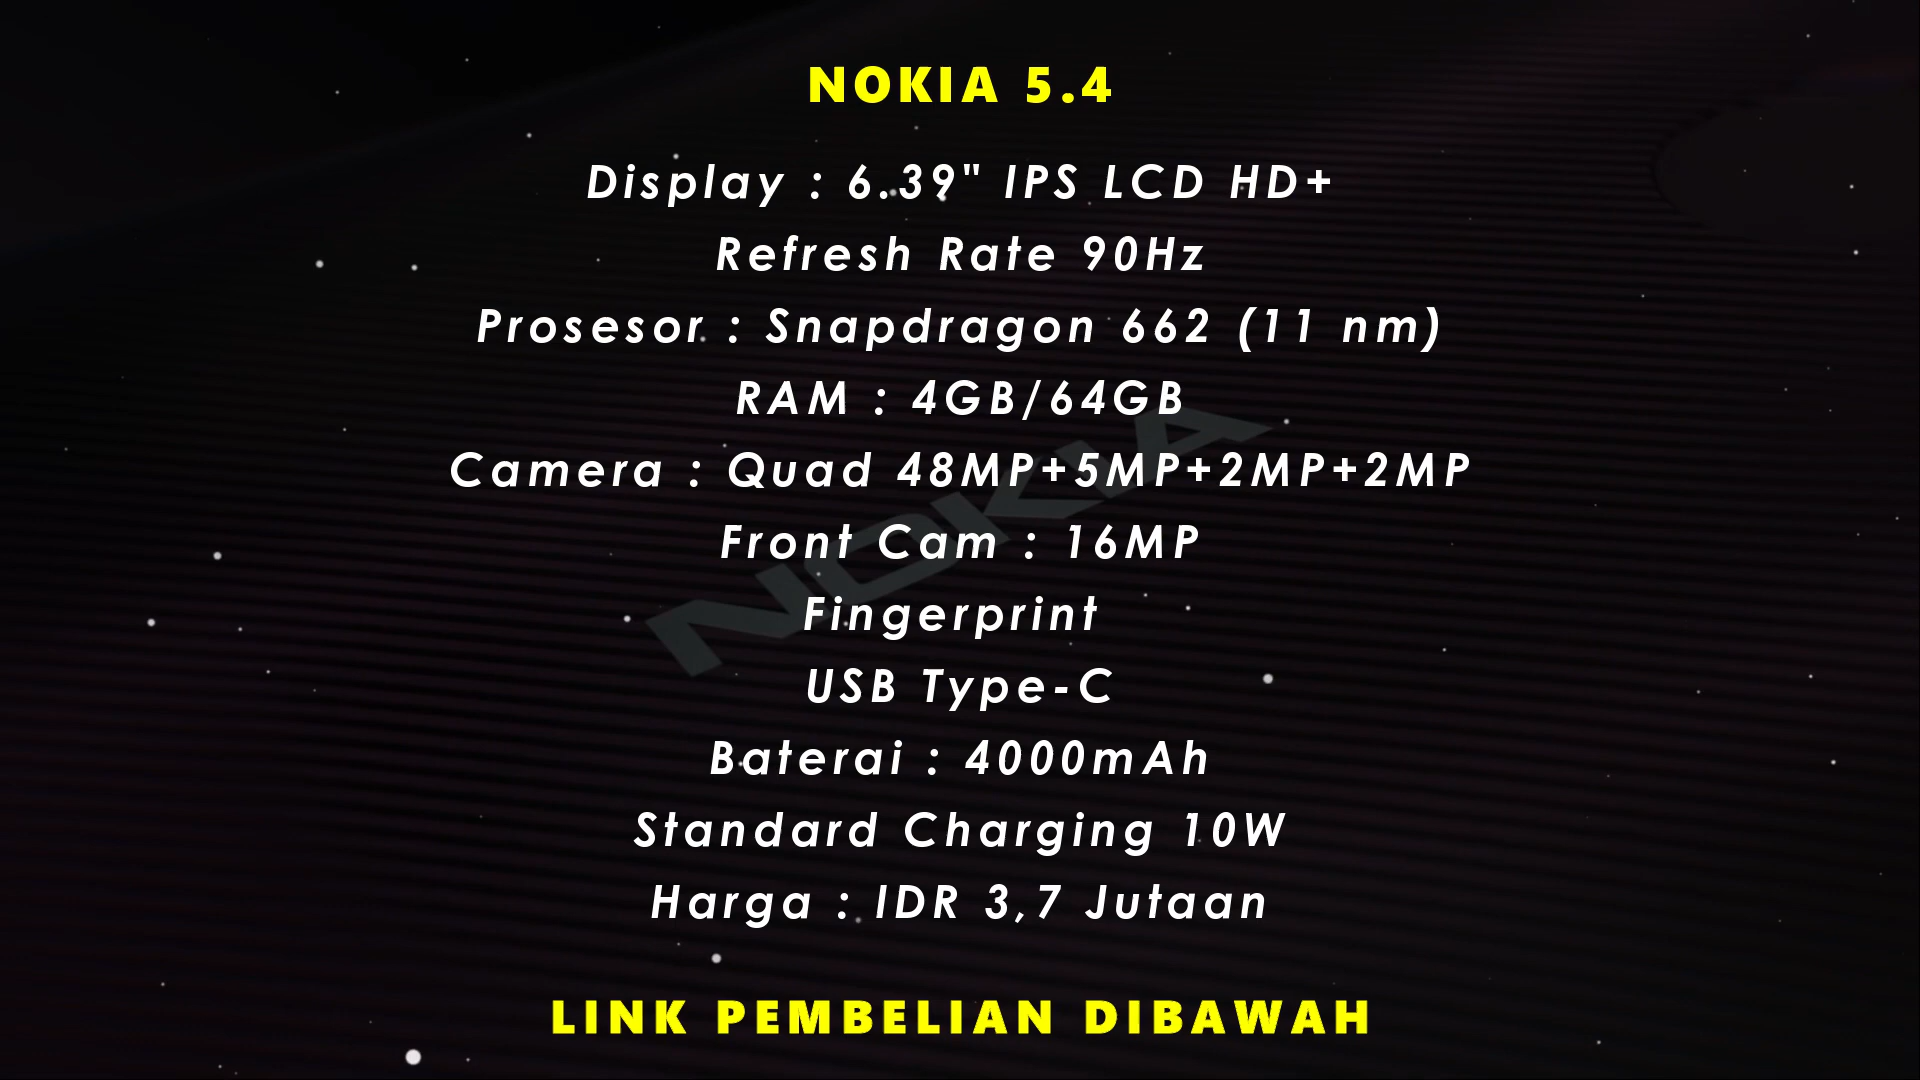 NOKIA 5.4
Display : 6.39" IPS LCD HD+
Refresh Rate 90Hz
Prosesor : Snapdragon 662 (11 nm)
RAM : 4GB/64GB
Camera : Quad 48MP+5MP+2MP+2MP
Front Cam : 16MP
Fingerprint
USB Type-C
Baterai : 4000mAh
Standard Charging 10W
Harga : IDR 3,7 Jutaan
LINK PEMBELIAN DIBAWAH
NOKIA